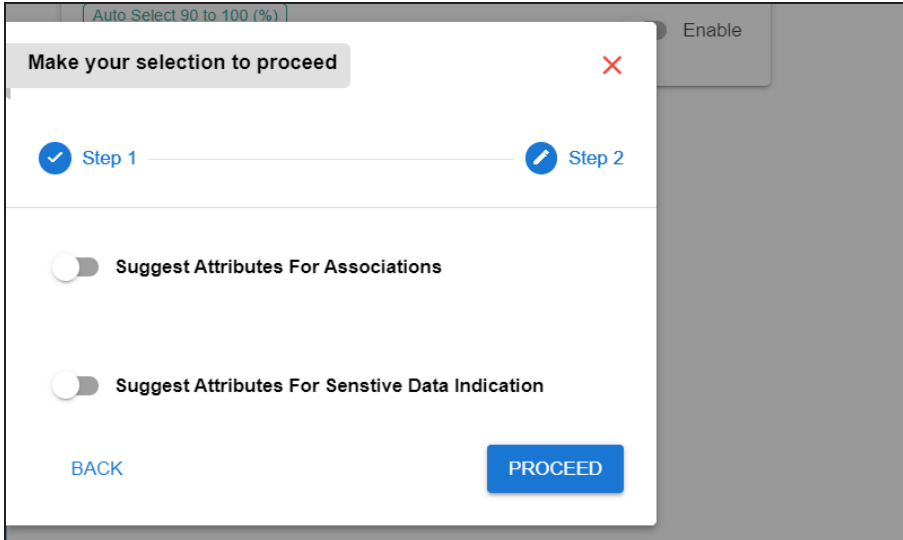 Auto Select 90 to 100 (%)
Enable
Make your selection to proceed
Step 1
Step 2
Suggest Attributes For Associations
Suggest Attributes For Senstive Data Indication
BACK
PROCEED